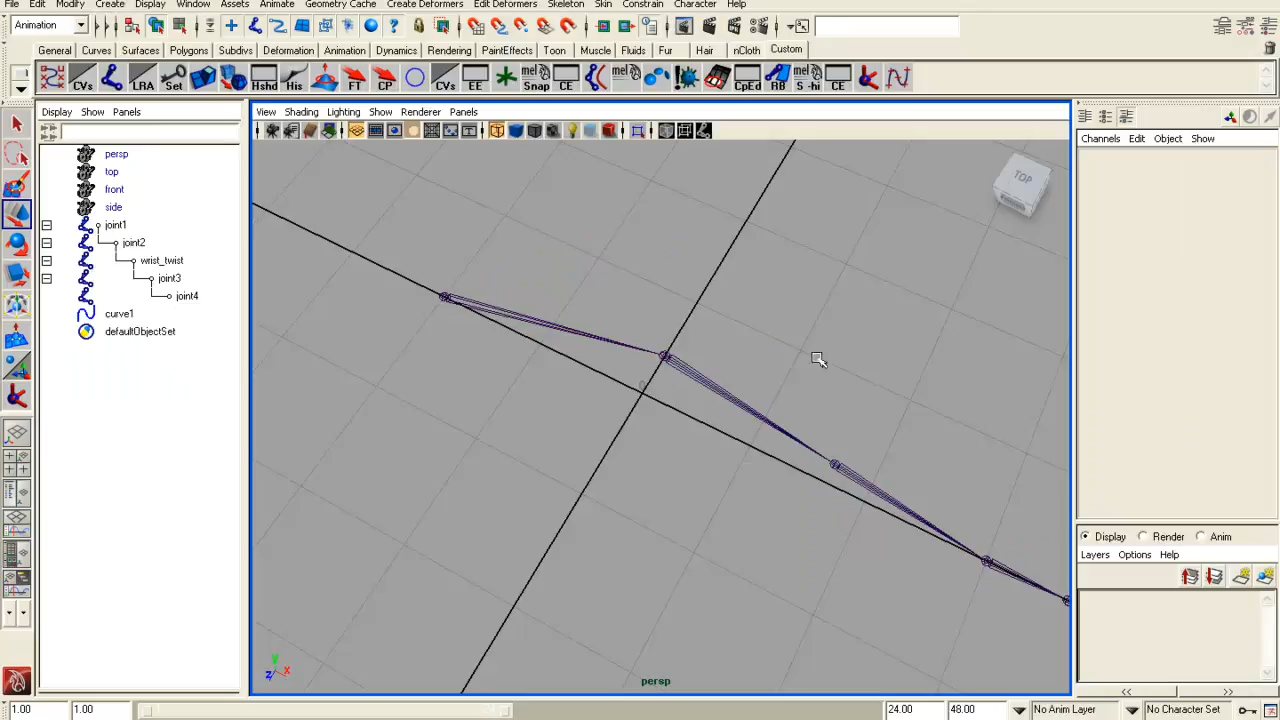 File Edit Modify Create Display Window Assets Animate Geometry Cache Create Deformers Edit Deformers Skeleton Skin Constraint Character Help
Animation
General Curves Surfaces Polygons Subdivs Deformation Animation Dynamics Rendering PaintEffects Toon Muscle Fluids Fur Hair nCloth Custom
CVs LRA Set Hshd His FT CP CVs EE mel Snap CE mel CpEd RB mel S -hi CE
Display Show Panels
View Shading Lighting Show Renderer Panels
Channels Edit Object Show
persp
top
front
side
joint1
joint2
wrist_twist
joint3
joint4
curve1
defaultObjectSet
TOP
y
z x
persp
Display Render Anim
Layers Options Help
<< >>
1.00 1.00 24 24.00 48.00 No Anim Layer No Character Set